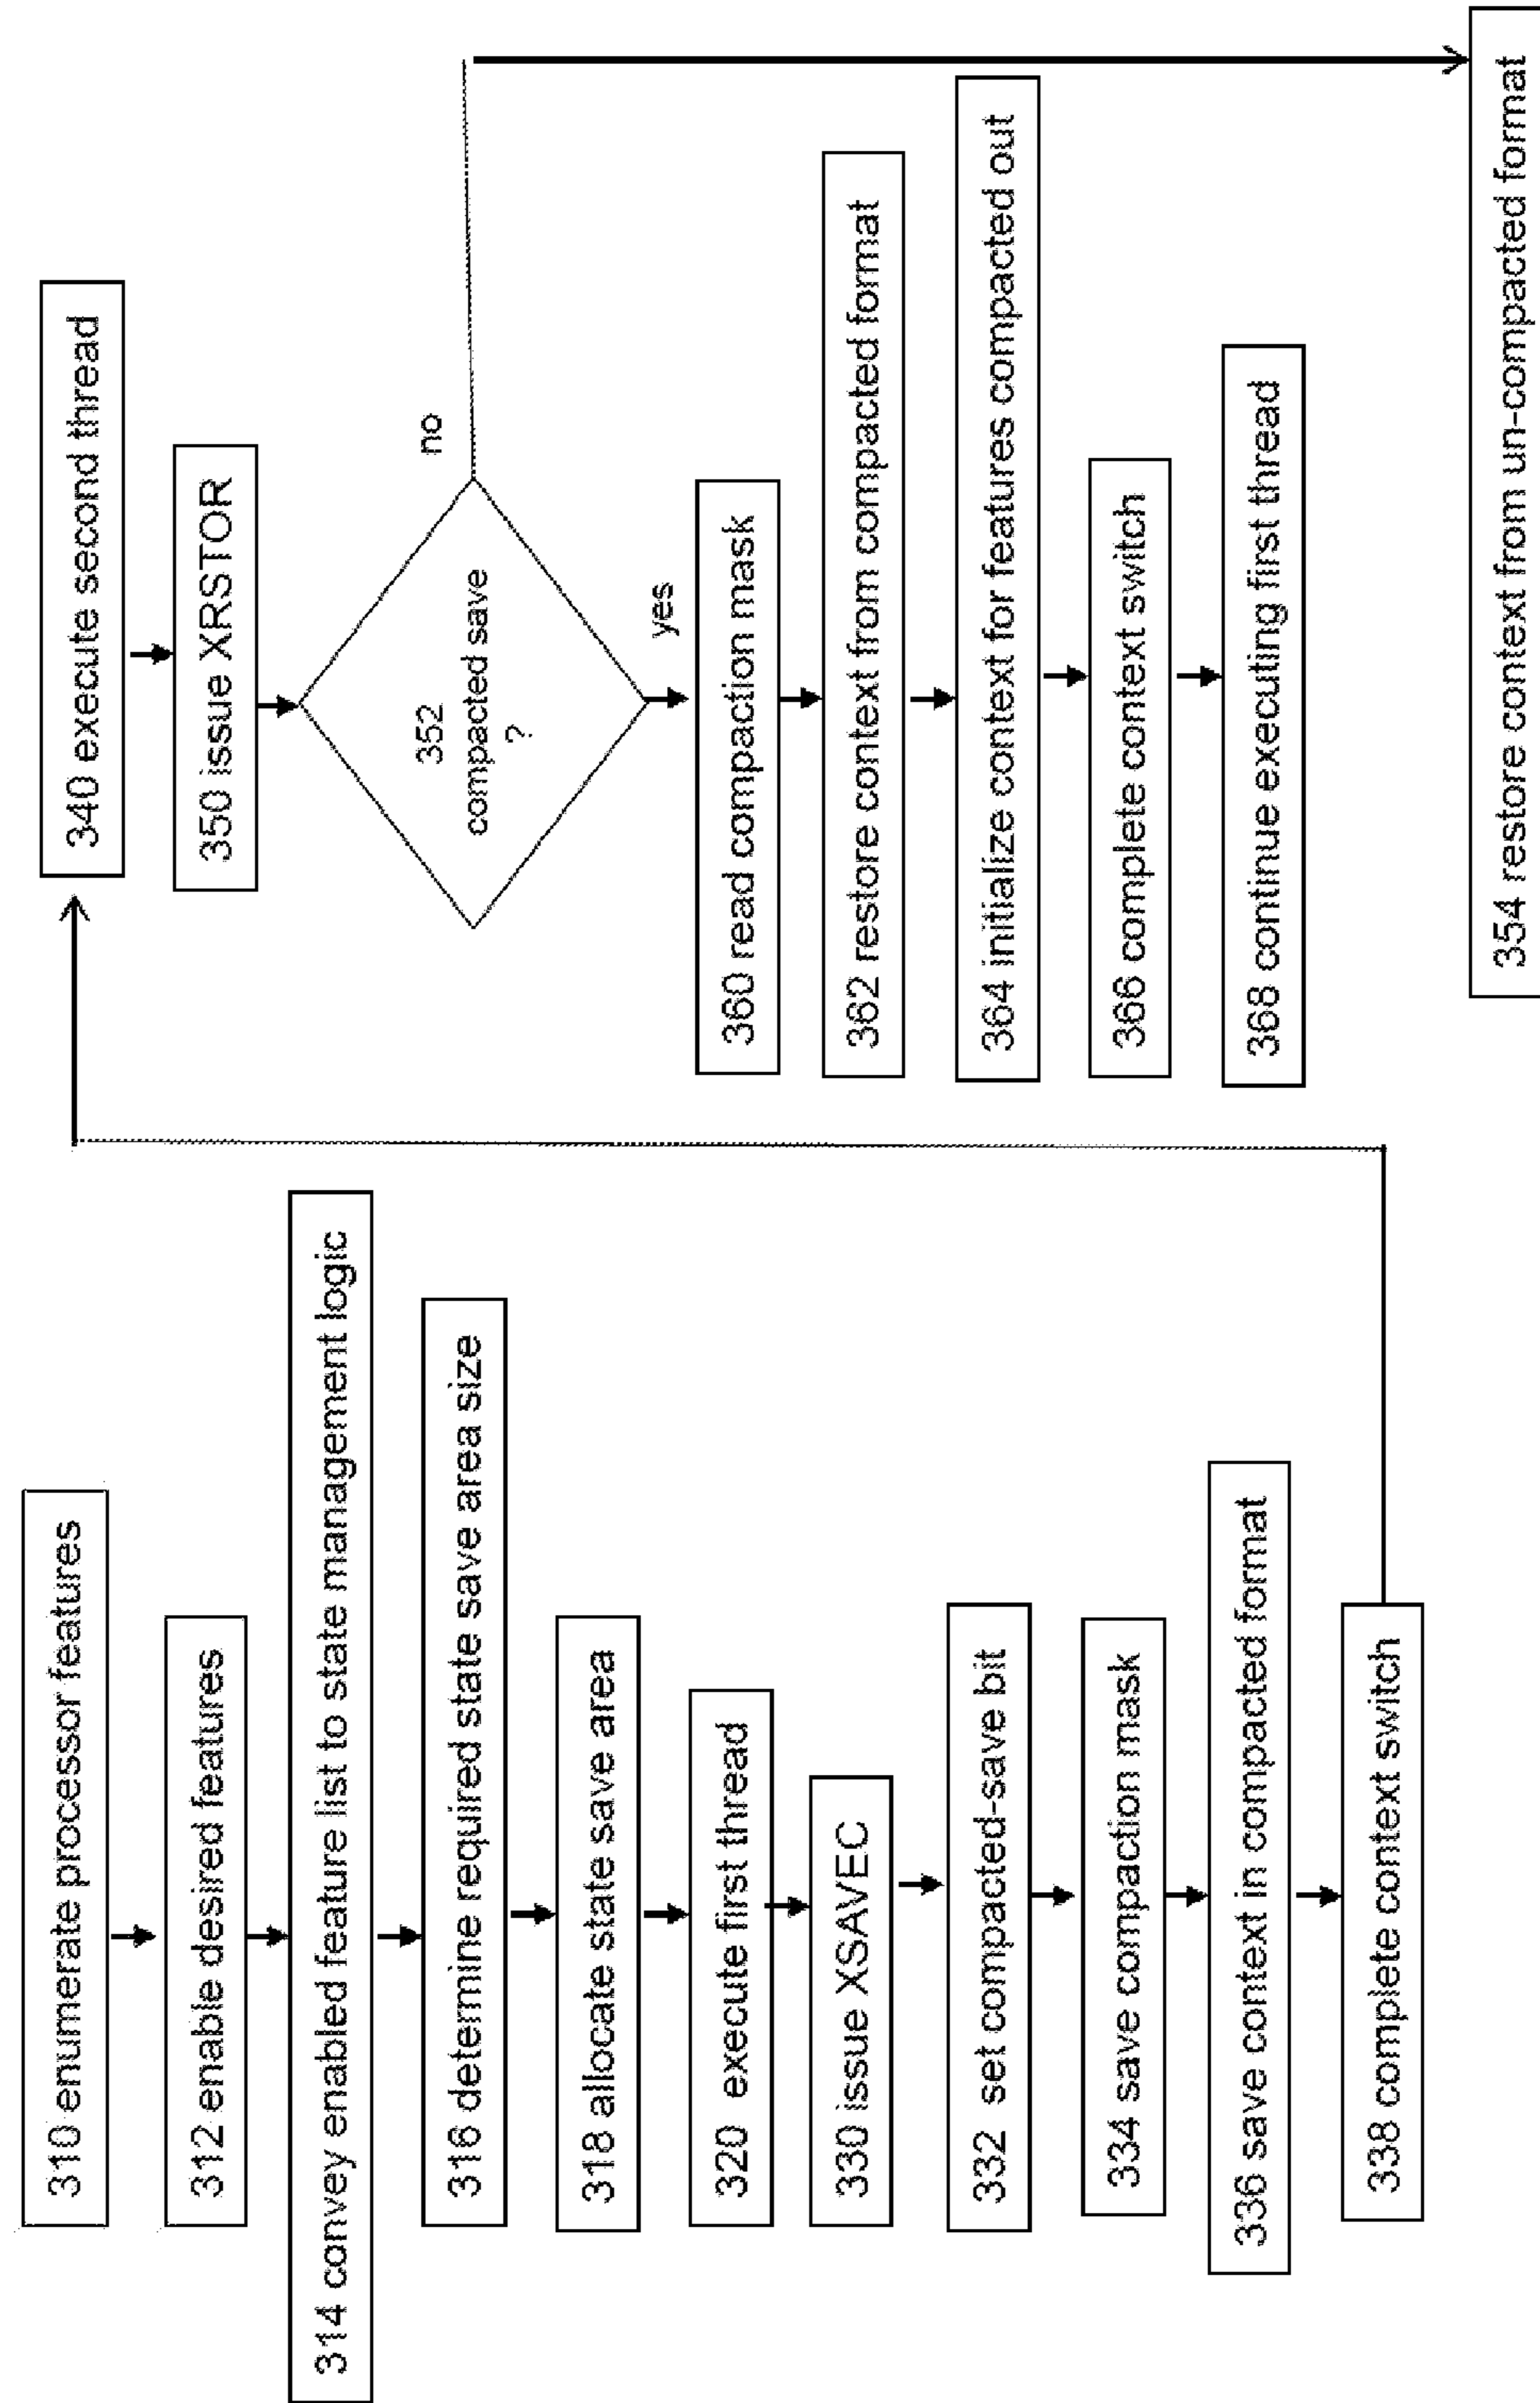 310 enumerate processor features
312 enable desired features
314 convey enabled feature list to state management logic
316 determine required state save area size
318 allocate state save area
320 execute first thread
330 issue XSAVEC
332 set compacted-save bit
334 save compaction mask
336 save context in compacted format
338 complete context switch
340 execute second thread
350 issue XRSTOR
352
compacted save
?
no
yes
360 read compaction mask
362 restore context from compacted format
364 initialize context for features compacted out
366 complete context switch
368 continue executing first thread
354 restore context from un-compacted format